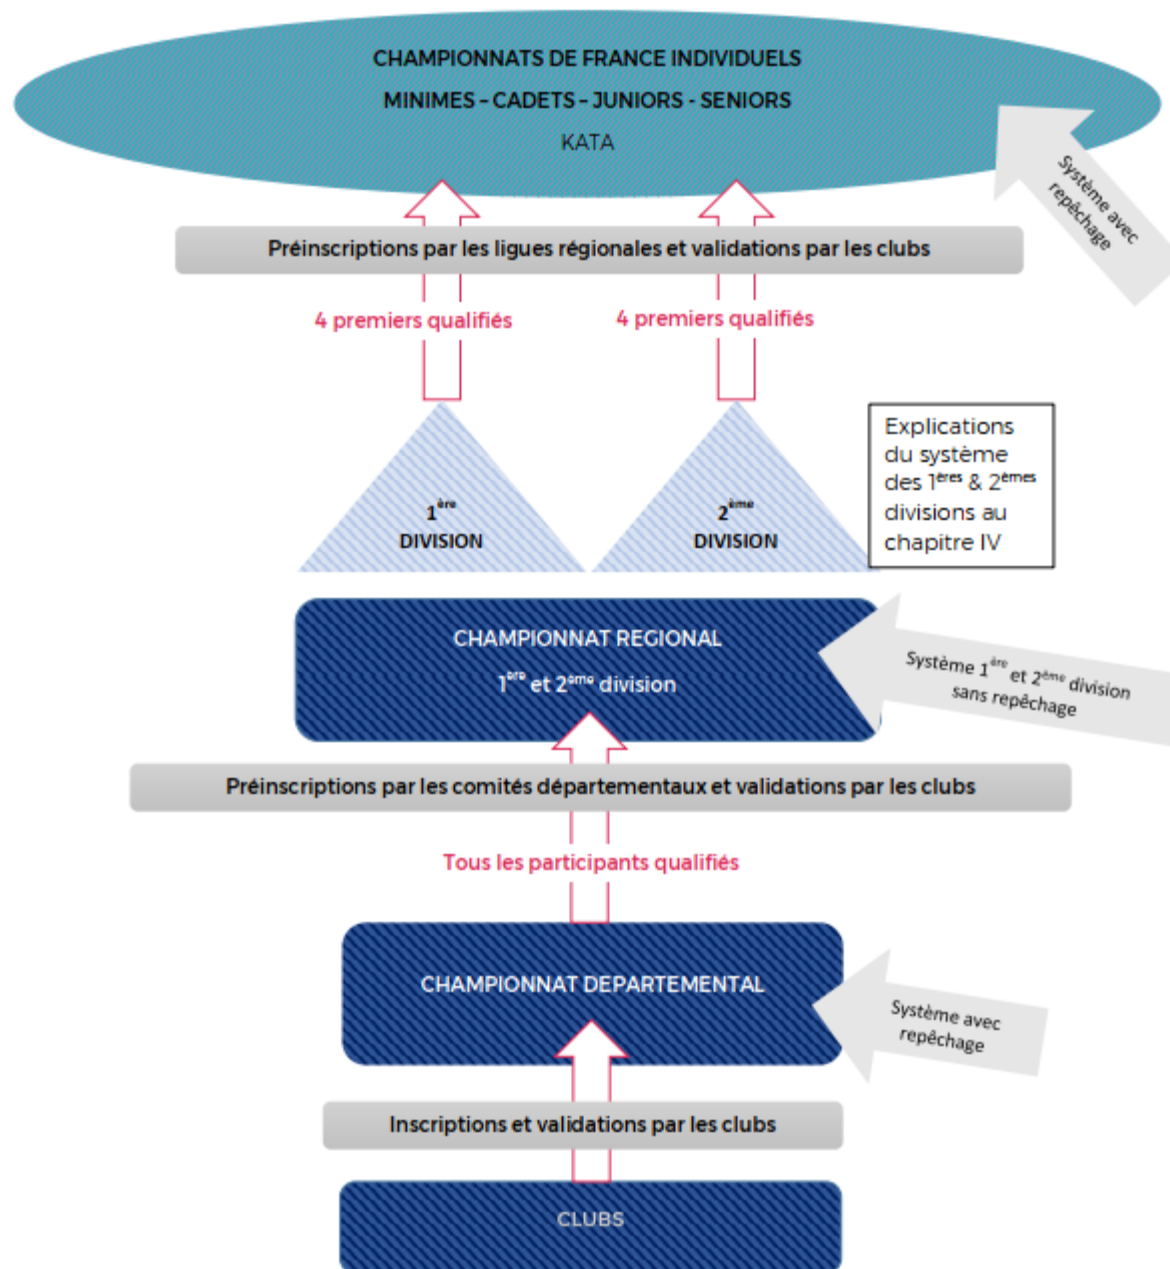 CHAMPIONNATS DE FRANCE INDIVIDUELS
MINIMES – CADETS – JUNIORS - SENIORS
KATA
Système avec
repêchage
Préinscriptions par les ligues régionales et validations par les clubs
4 premiers qualifiés
4 premiers qualifiés
Explications
du système
des 1ères & 2èmes
divisions au
chapitre IV
1ère
DIVISION
2ème
DIVISION
CHAMPIONNAT REGIONAL
1ère et 2ème division
Système 1ère et 2ème division
sans repêchage
Préinscriptions par les comités départementaux et validations par les clubs
Tous les participants qualifiés
CHAMPIONNAT DEPARTEMENTAL
Système avec
repêchage
Inscriptions et validations par les clubs
CLUBS